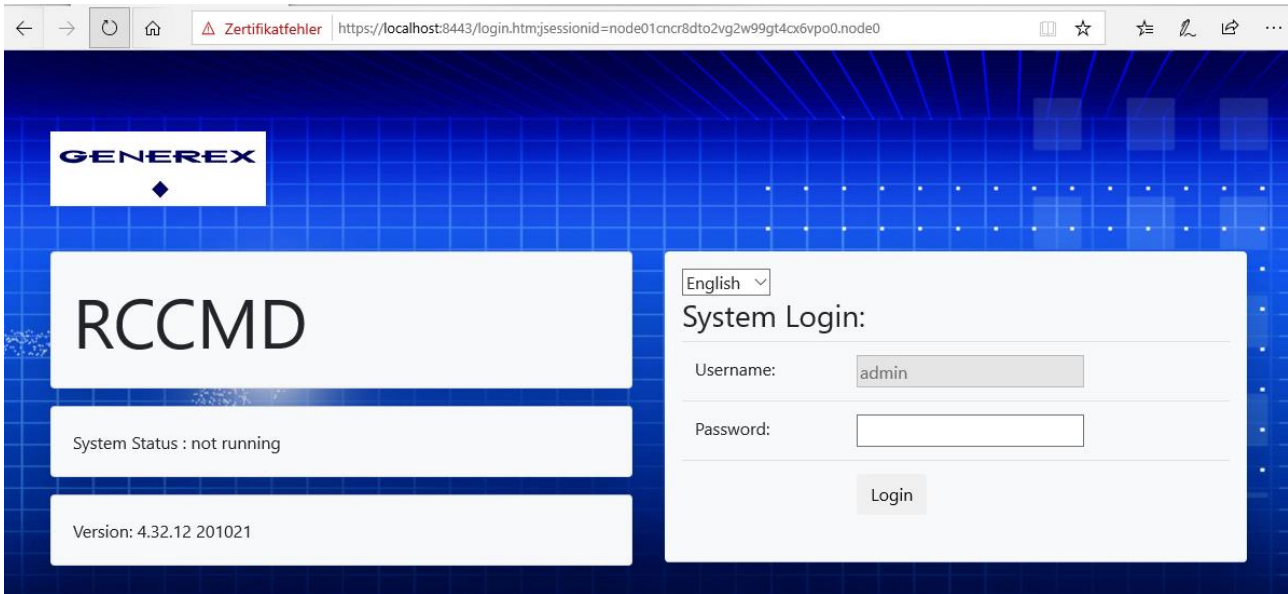 Zertifikatfehler https://localhost:8443/login.htm;jsessionid=node01cncr8dto2vg2w99gt4cx6vpo0.node0
GENEREX
RCCMD
System Status : not running
Version: 4.32.12 201021
English
System Login:
Username: admin
Password:
Login